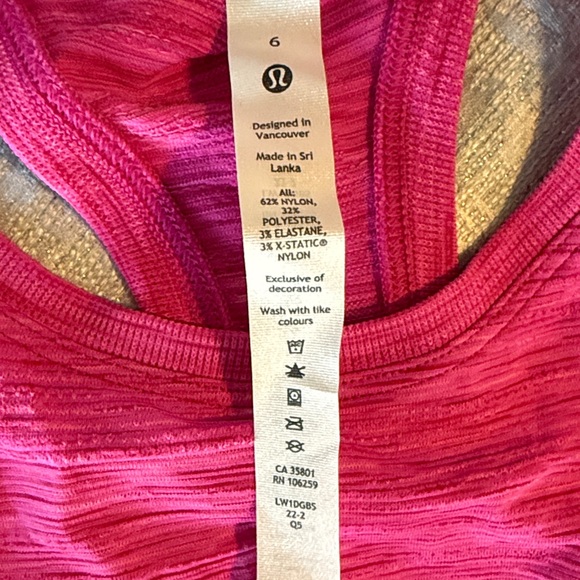 6
Designed in
Vancouver
Made in Sri
Lanka
All:
62% NYLON,
32%
POLYESTER,
3% ELASTANE,
3% X-STATIC®
NYLON
Exclusive of
decoration
Wash with like
colours
CA 35801
RN 106259
LW1DGBS
22-2
Q5